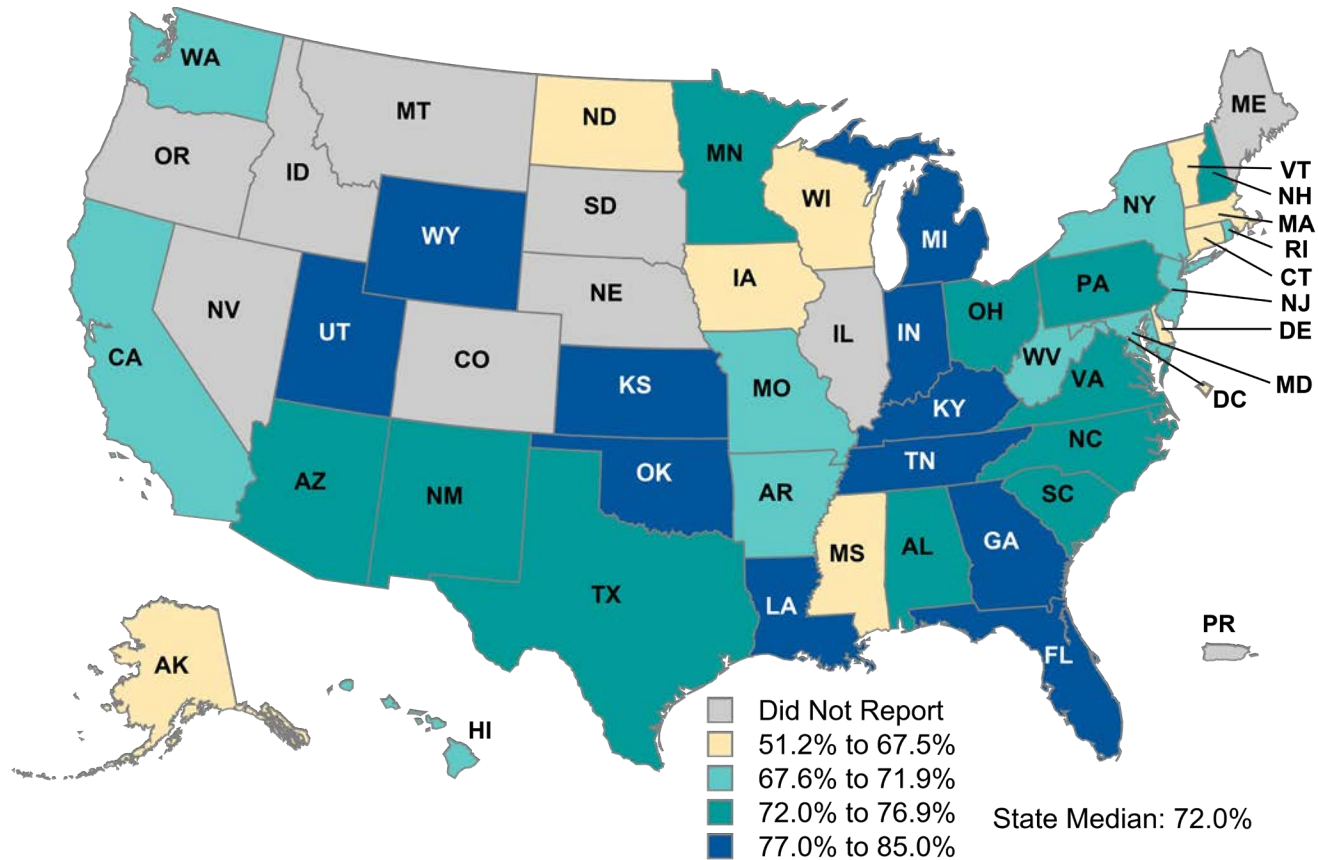 WA
MT
ND
MN
ME
OR
ID
SD
WI
VT
NH
NY
MA
RI
WY
MI
CT
NJ
IA
NE
PA
DE
NV
UT
OH
IL
IN
CA
CO
WV
MD
VA
DC
KS
MO
KY
NC
TN
AZ
OK
NM
AR
SC
GA
MS
AL
TX
LA
PR
FL
AK
HI
Did Not Report
51.2% to 67.5%
67.6% to 71.9%
72.0% to 76.9%
State Median: 72.0%
77.0% to 85.0%